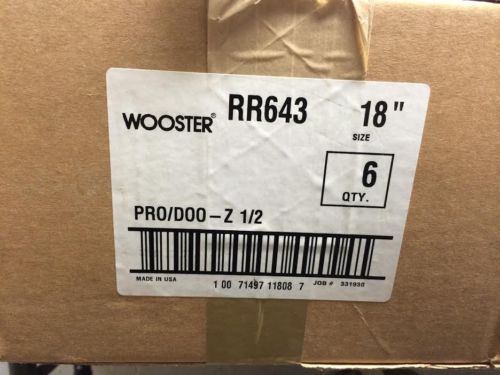 WOOSTER® RR643 18"
SIZE
6
QTY.
PRO/DOO-Z 1/2
MADE IN USA 1 00 71497 11808 7 JOB # 331930